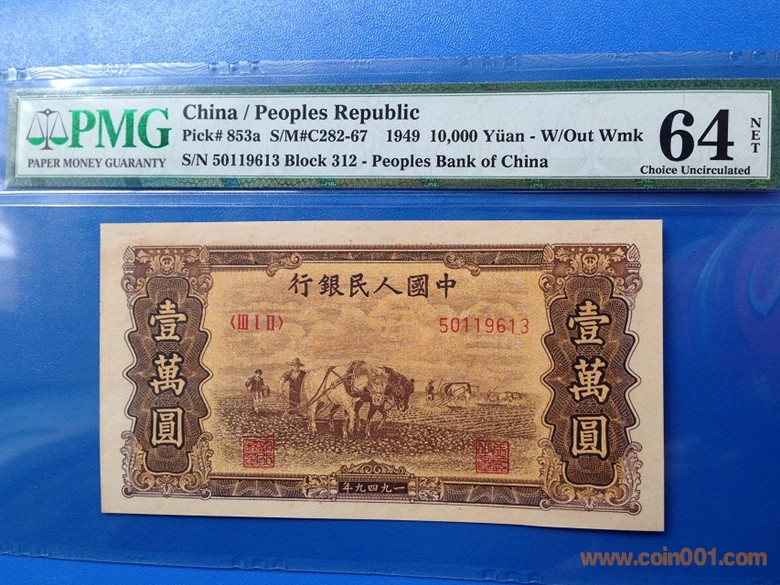 PMG
PAPER MONEY GUARANTY
China / Peoples Republic
Pick# 853a S/M#C282-67 1949 10,000 Yüan - W/Out Wmk
S/N 50119613 Block 312 - Peoples Bank of China
64
NET
Choice Uncirculated
行銀民人國中
〈III I II〉
50119613
壹萬圓
壹萬圓
年九四九一
www.coin001.com